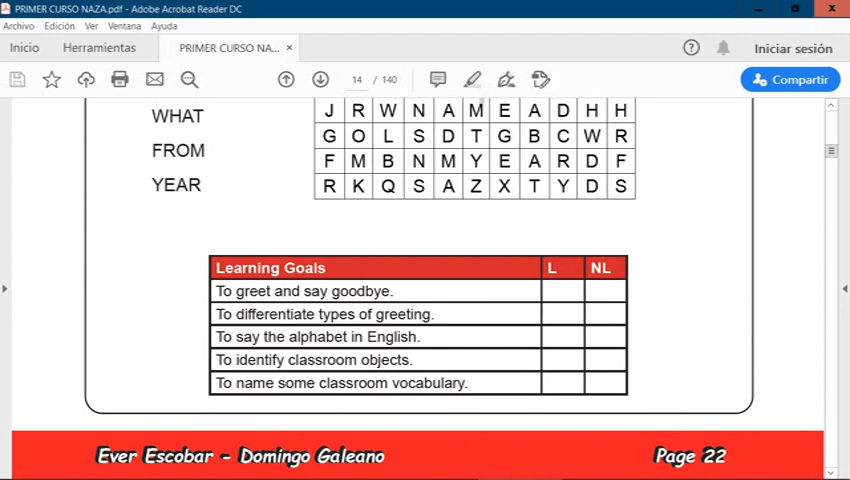 PRIMER CURSO NAZA.pdf - Adobe Acrobat Reader DC
Archivo Edición Ver Ventana Ayuda
Inicio Herramientas PRIMER CURSO NA... × Iniciar sesión
14 / 140 Compartir
WHAT
FROM
YEAR
J R W N A M E A D H H
G O L S D T G B C W R
F M B N M Y E A R D F
R K Q S A Z X T Y D S
Learning Goals L NL
To greet and say goodbye.
To differentiate types of greeting.
To say the alphabet in English.
To identify classroom objects.
To name some classroom vocabulary.
Ever Escobar - Domingo Galeano Page 22